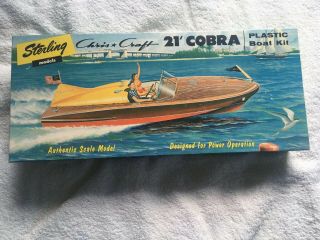 Sterling
models
Chris Craft
21' COBRA
PLASTIC
Boat Kit
Authentic Scale Model
Designed for Power Operation